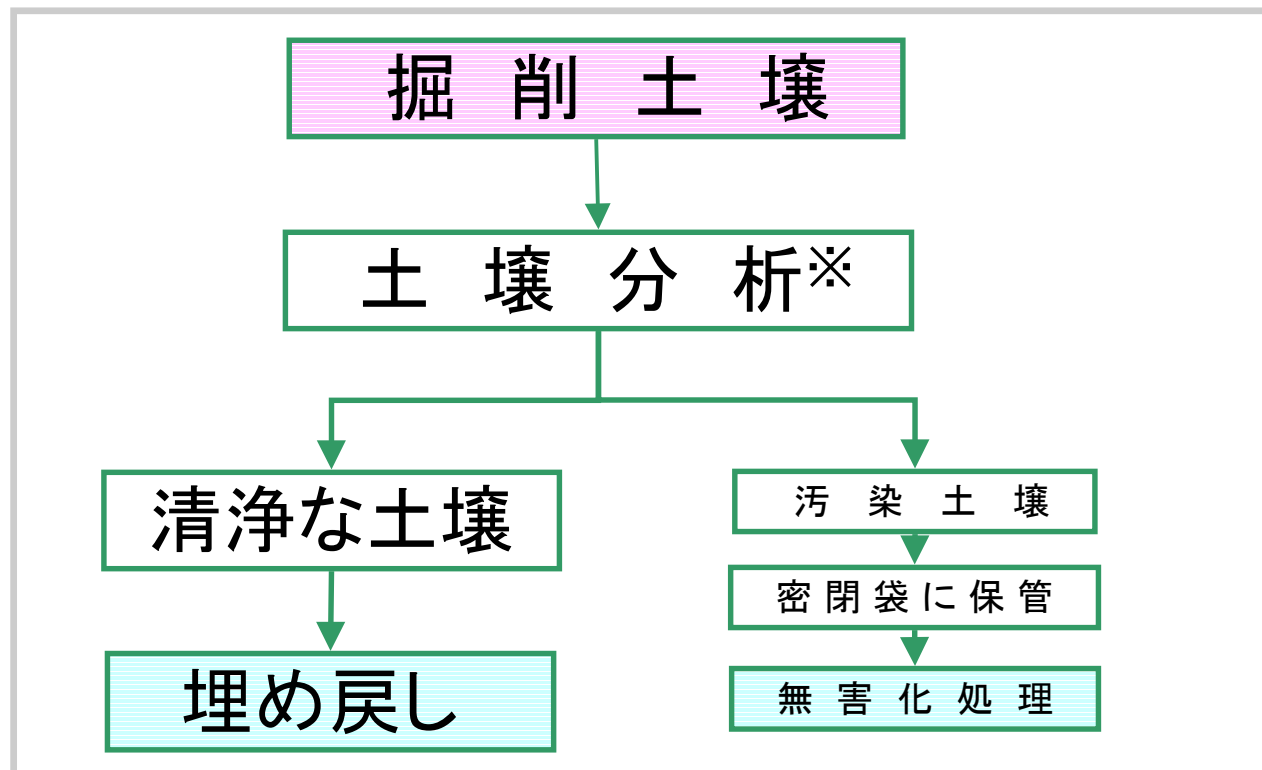 掘削土壌
土壌分析※
清浄な土壌
汚染土壌
密閉袋に保管
埋め戻し
無害化処理